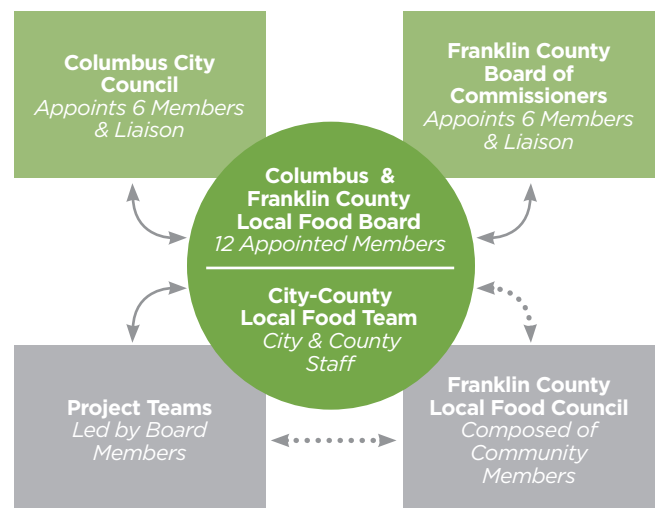 Columbus City
Council
Appoints 6 Members
& Liaison
Franklin County
Board of
Commissioners
Appoints 6 Members
& Liaison
Columbus &
Franklin County
Local Food Board
12 Appointed Members
City-County
Local Food Team
City & County
Staff
Project Teams
Led by Board
Members
Franklin County
Local Food Council
Composed of
Community
Members